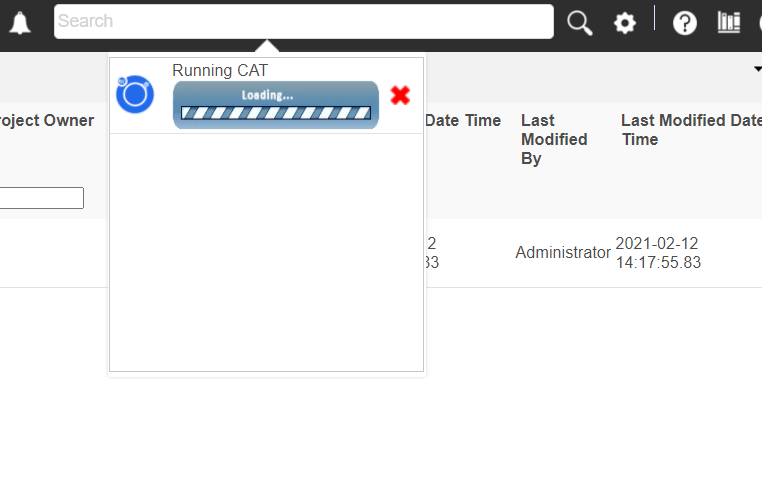 Search
Running CAT
Loading...
roject Owner
Date Time
Last
Modified
By
Last Modified Date
Time
2
33
Administrator
2021-02-12
14:17:55.83